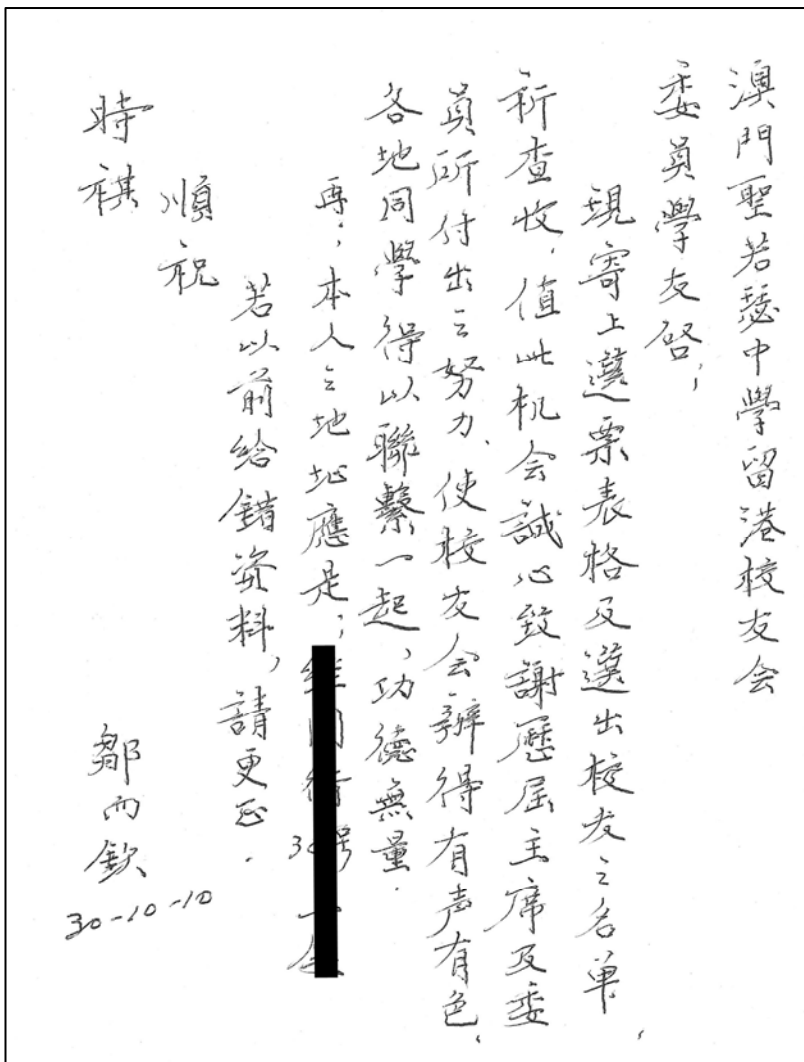 澳門聖若瑟中學留港校友会
委員學友啓；
現寄上選票表格及選出校友之名單，
祈查收，值此机会誠心致謝歷屆主席及委
員所付出之努力、使校友会辦得有声有色，
各地同學得以聯繫一起，功德無量．
再；本人之地址應是；
若以前給錯資料，請更正．
順祝
時祺
鄒 欽
30-10-10